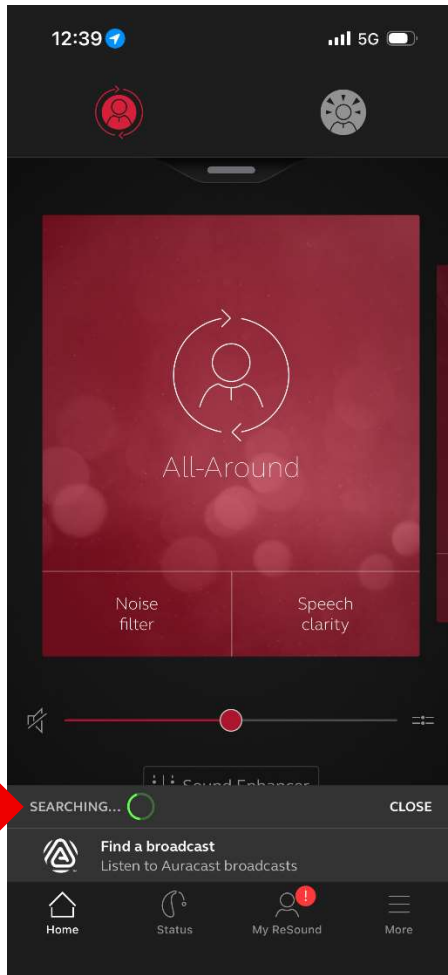 12:39
5G
All-Around
Noise
filter
Speech
clarity
Sound Enhancer
SEARCHING...
CLOSE
Find a broadcast
Listen to Auracast broadcasts
Home
Status
My ReSound
!
More